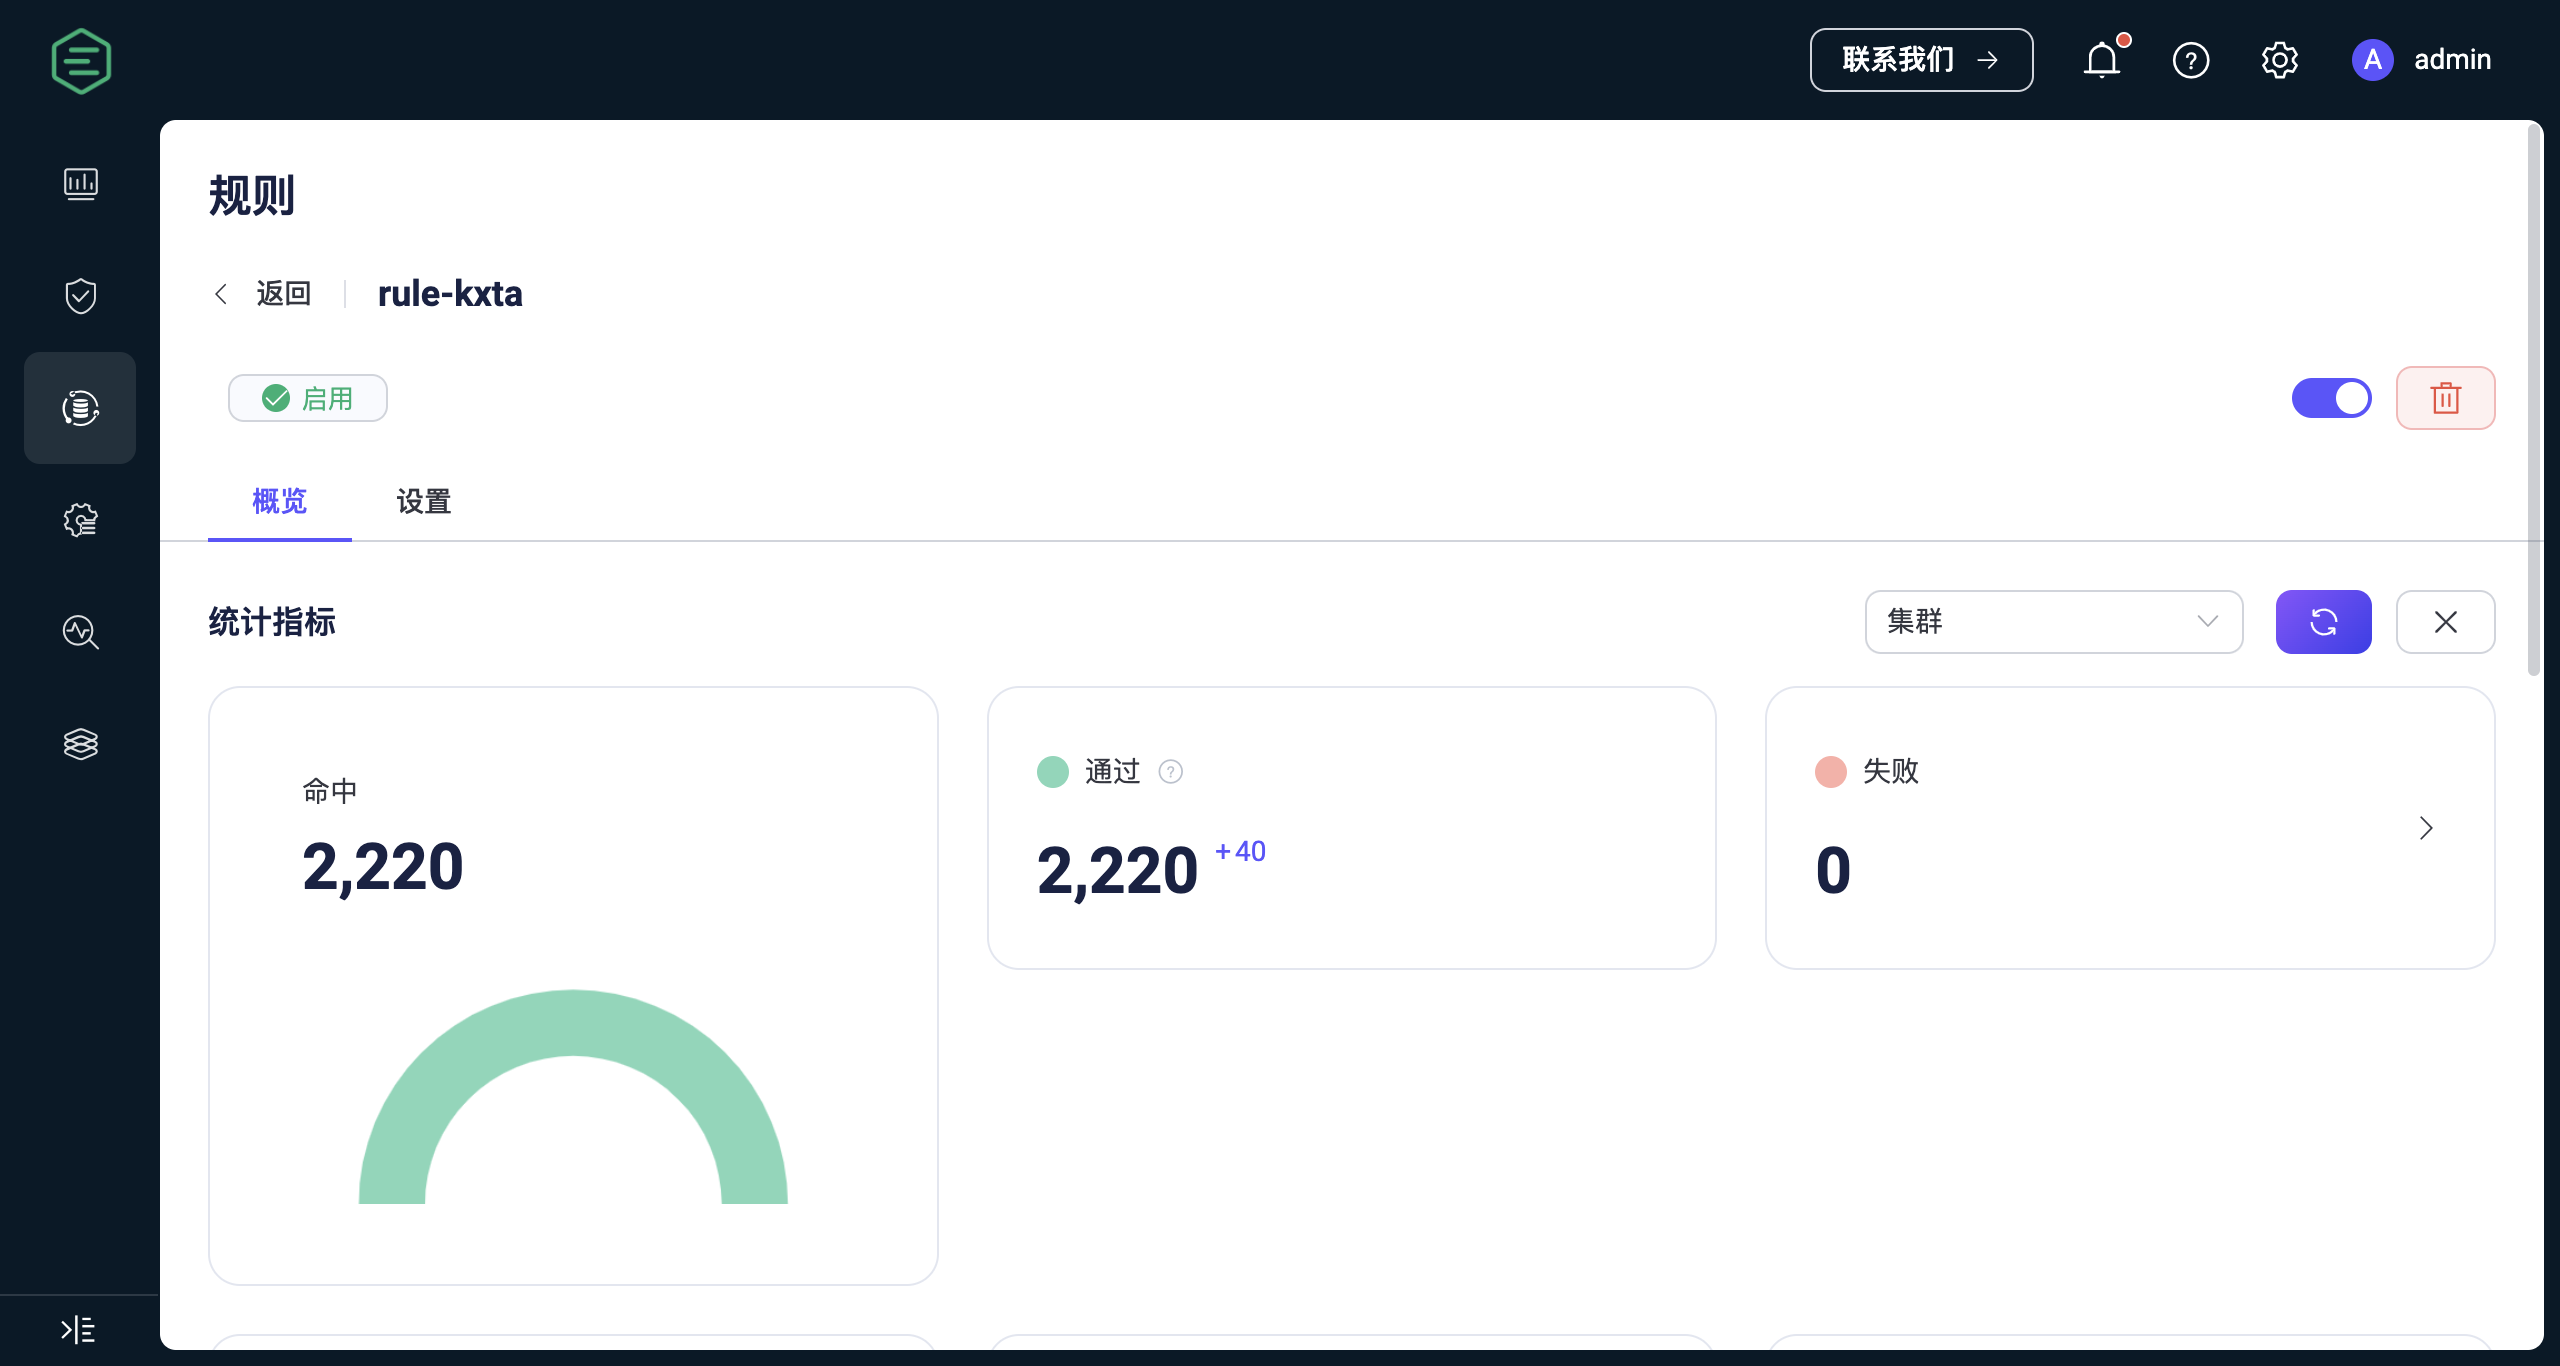 联系我们 →
A admin
规则
返回
rule-kxta
启用
概览 设置
统计指标
集群
命中
2,220
通过 ?
2,220 +40
失败
0